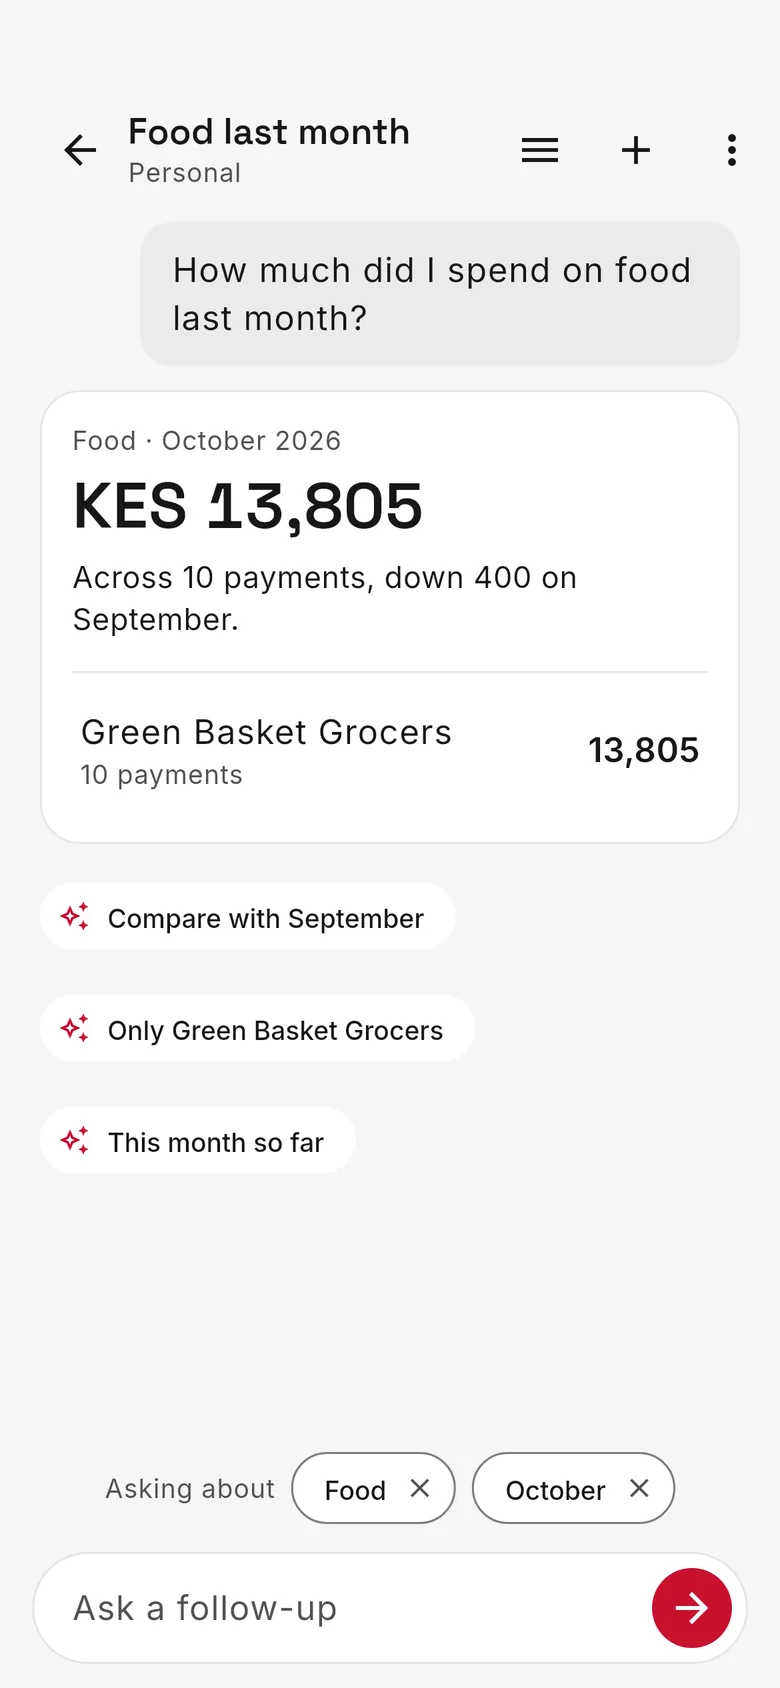 Food last month
Personal
How much did I spend on food
last month?
Food · October 2026
KES 13,805
Across 10 payments, down 400 on
September.
Green Basket Grocers
13,805
10 payments
Compare with September
Only Green Basket Grocers
This month so far
Asking about
Food
October
Ask a follow-up